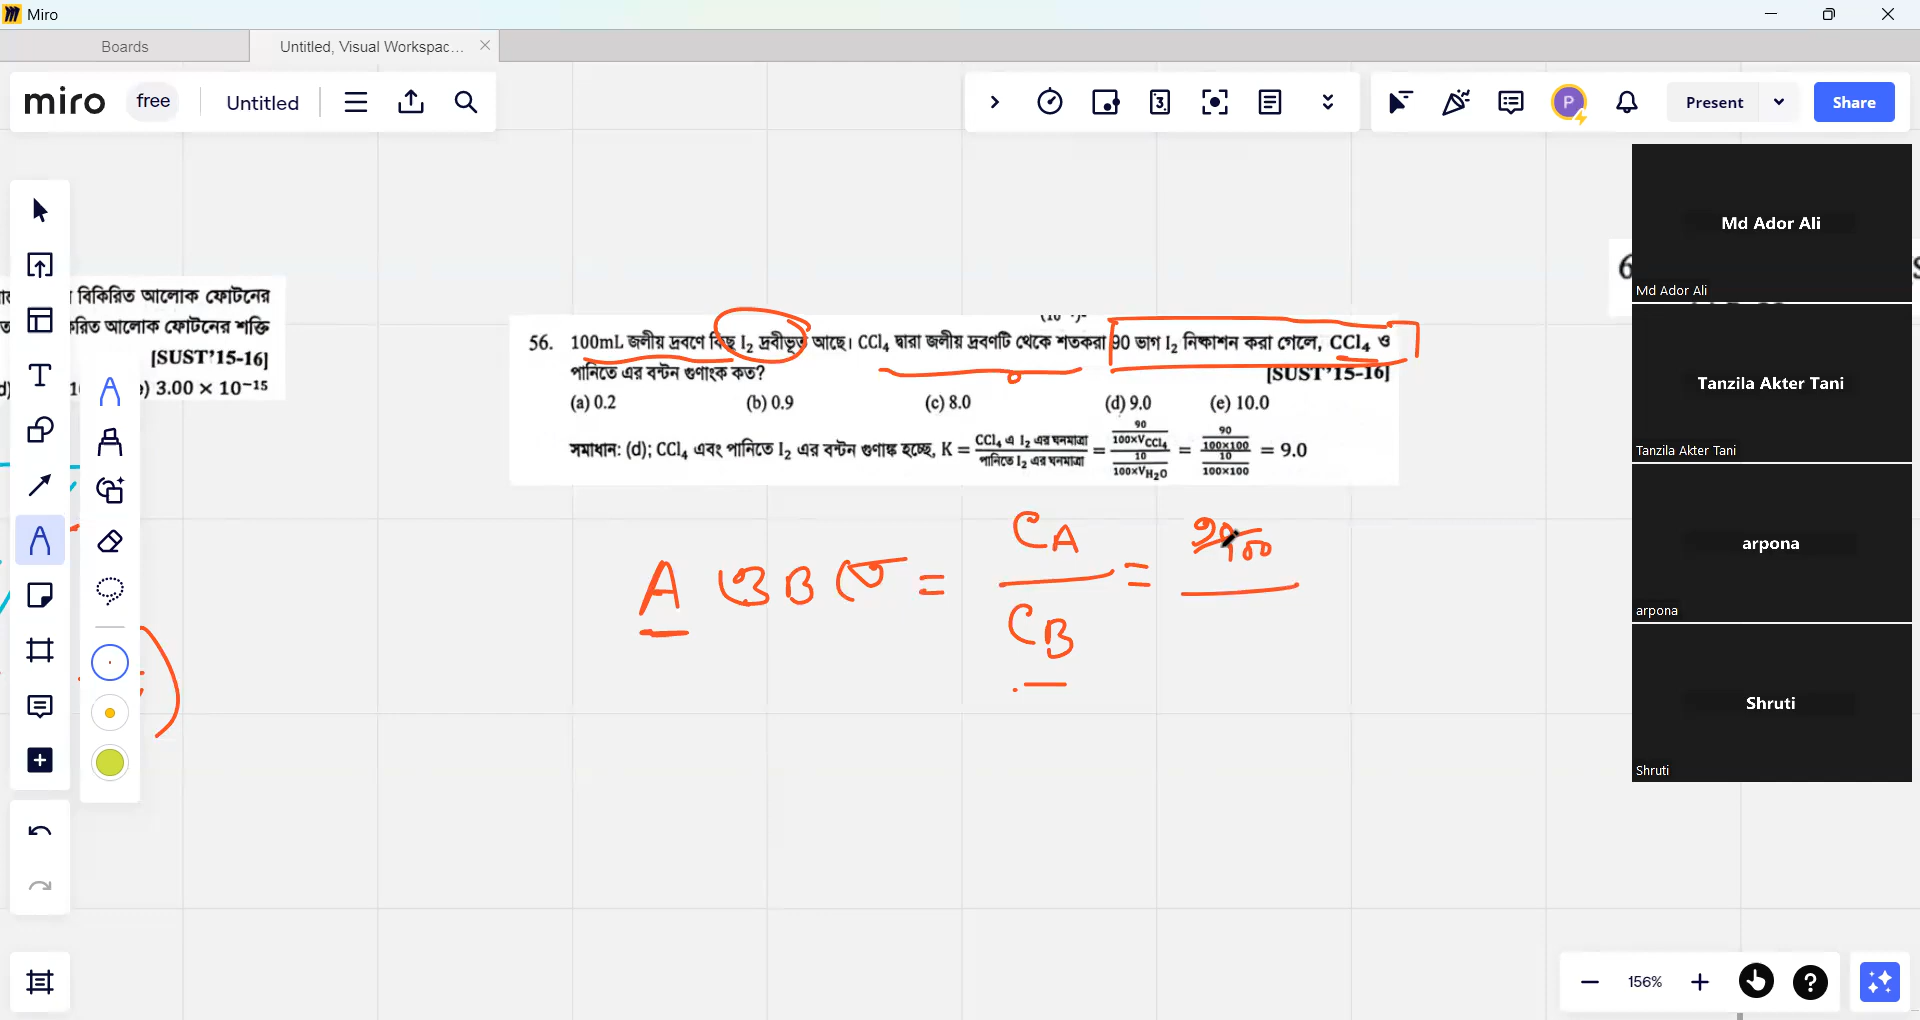 Miro
Boards
Untitled, Visual Workspac...
miro free Untitled
Present
Share
Md Ador Ali
Md Ador Ali
Tanzila Akter Tani
Tanzila Akter Tani
arpona
arpona
Shruti
Shruti
বিকিরিত আলোক ফোটনের
করিত আলোক ফোটনের শক্তি
[SUST'15-16]
3.00 × 10⁻¹⁵
56. 100mL জলীয় দ্রবণে কিছু I₂ দ্রবীভূত আছে। CCl₄ দ্বারা জলীয় দ্রবণটি থেকে শতকরা 90 ভাগ I₂ নিষ্কাশন করা গেলে, CCl₄ ও
পানিতে এর বন্টন গুণাংক কত? [SUST'15-16]
(a) 0.2 (b) 0.9 (c) 8.0 (d) 9.0 (e) 10.0
সমাধান: (d); CCl₄ এবং পানিতে I₂ এর বন্টন গুণাঙ্ক হচ্ছে, K = CCl₄ এ I₂ এর ঘনমাত্রা / পানিতে I₂ এর ঘনমাত্রা = (90 / 100×V_CCl₄) / (10 / 100×V_H₂O) = (90 / 100×100) / (10 / 100×100) = 9.0
A ও B তে = C_A / C_B =
156%